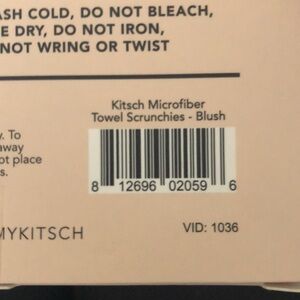 ASH COLD, DO NOT BLEACH,
E DRY, DO NOT IRON,
NOT WRING OR TWIST
Kitsch Microfiber
Towel Scrunchies - Blush
y. To
away
ot place
s.
8 12696 02059 6
MYKITSCH
VID: 1036